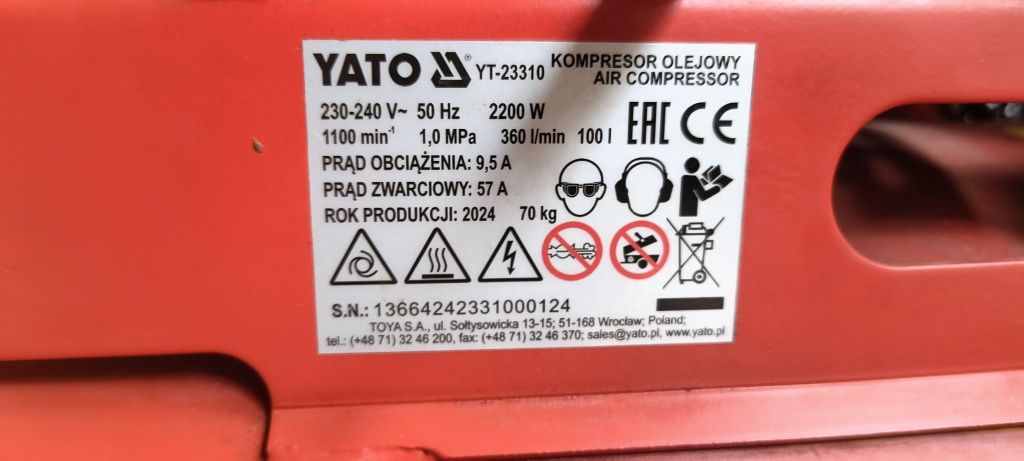 YATO ® YT-23310 KOMPRESOR OLEJOWY
AIR COMPRESSOR
230-240 V~ 50 Hz 2200 W
1100 min⁻¹ 1,0 MPa 360 l/min 100 l EAC CE
PRĄD OBCIĄŻENIA: 9,5 A
PRĄD ZWARCIOWY: 57 A
ROK PRODUKCJI: 2024 70 kg
S.N.: 13664242331000124
TOYA S.A., ul. Sołtysowicka 13-15; 51-168 Wrocław; Poland;
tel.: (+48 71) 32 46 200, fax: (+48 71) 32 46 370; sales@yato.pl, www.yato.pl